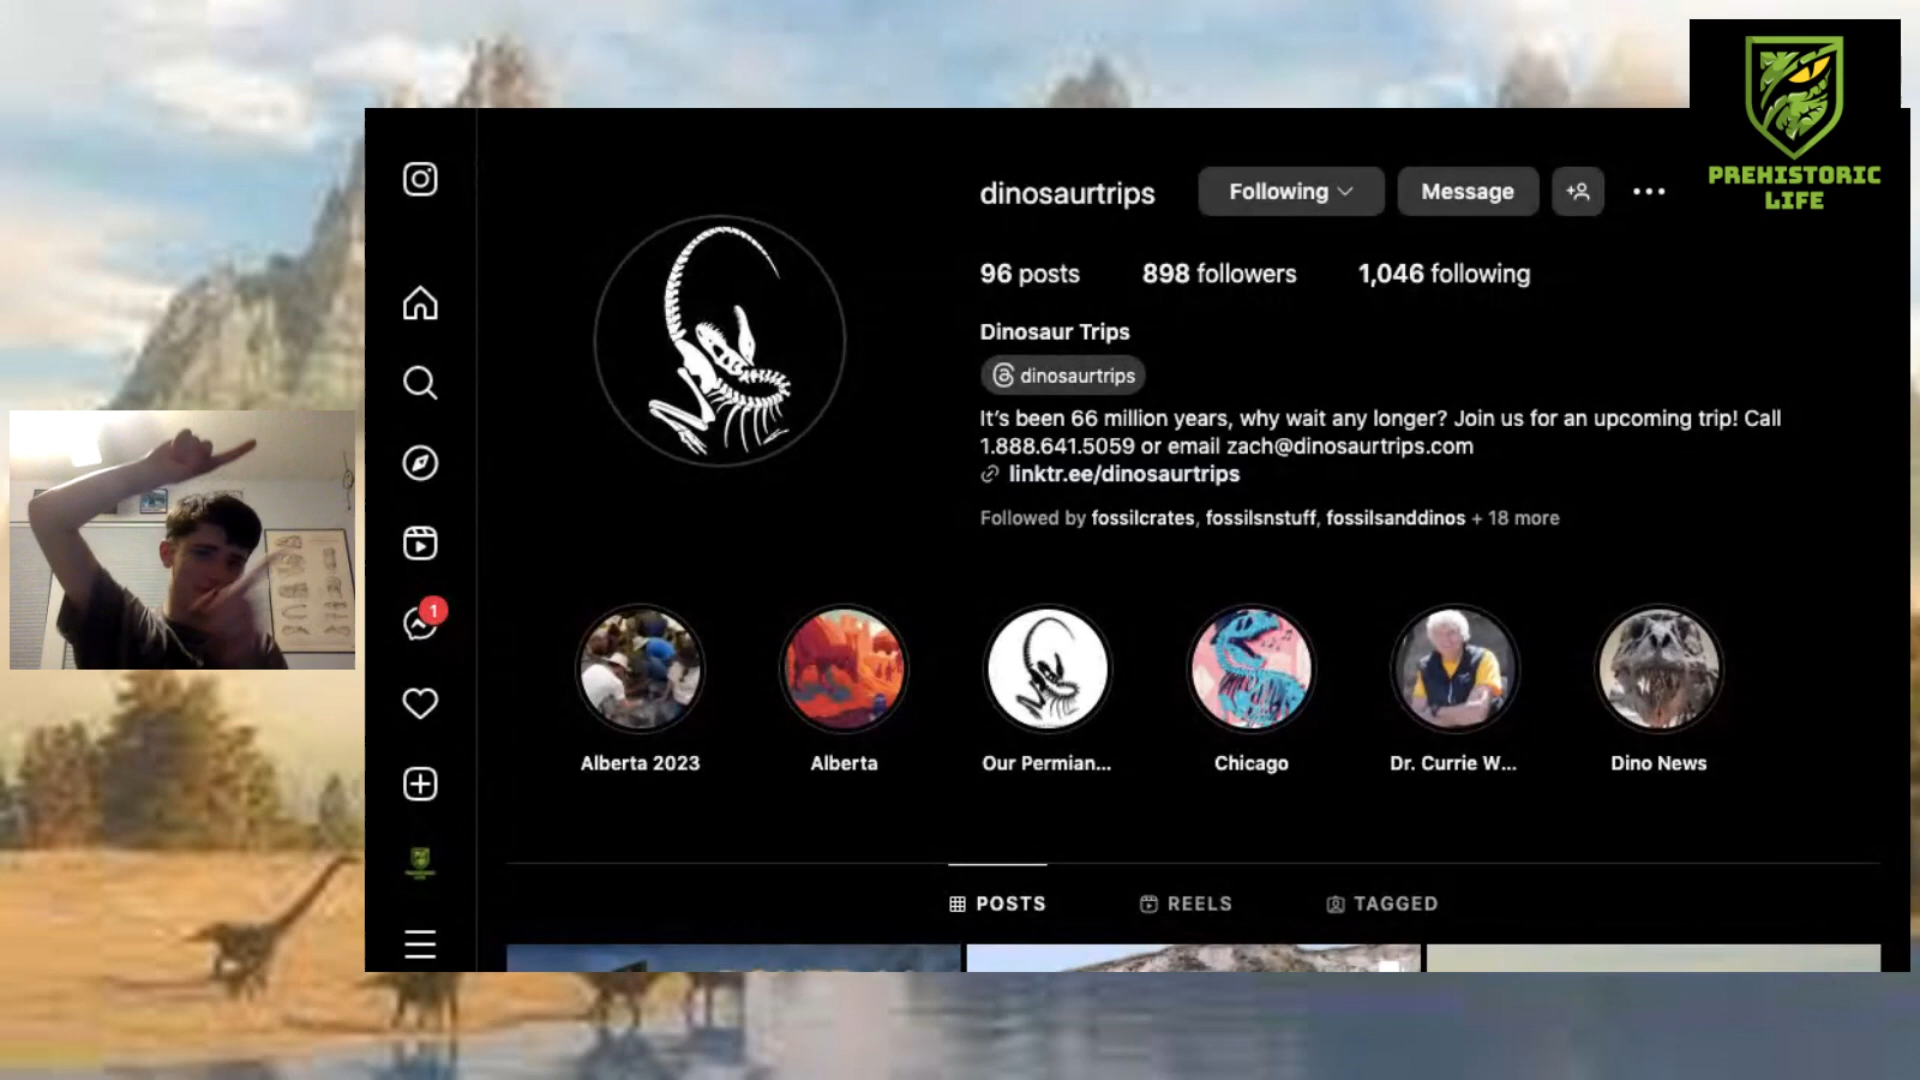 PREHISTORIC
LIFE
dinosaurtrips
Following
Message
96 posts
898 followers
1,046 following
Dinosaur Trips
dinosaurtrips
It's been 66 million years, why wait any longer? Join us for an upcoming trip! Call
1.888.641.5059 or email zach@dinosaurtrips.com
linktr.ee/dinosaurtrips
Followed by fossilcrates, fossilsnstuff, fossilsanddinos + 18 more
1
Alberta 2023
Alberta
Our Permian...
Chicago
Dr. Currie W...
Dino News
POSTS
REELS
TAGGED